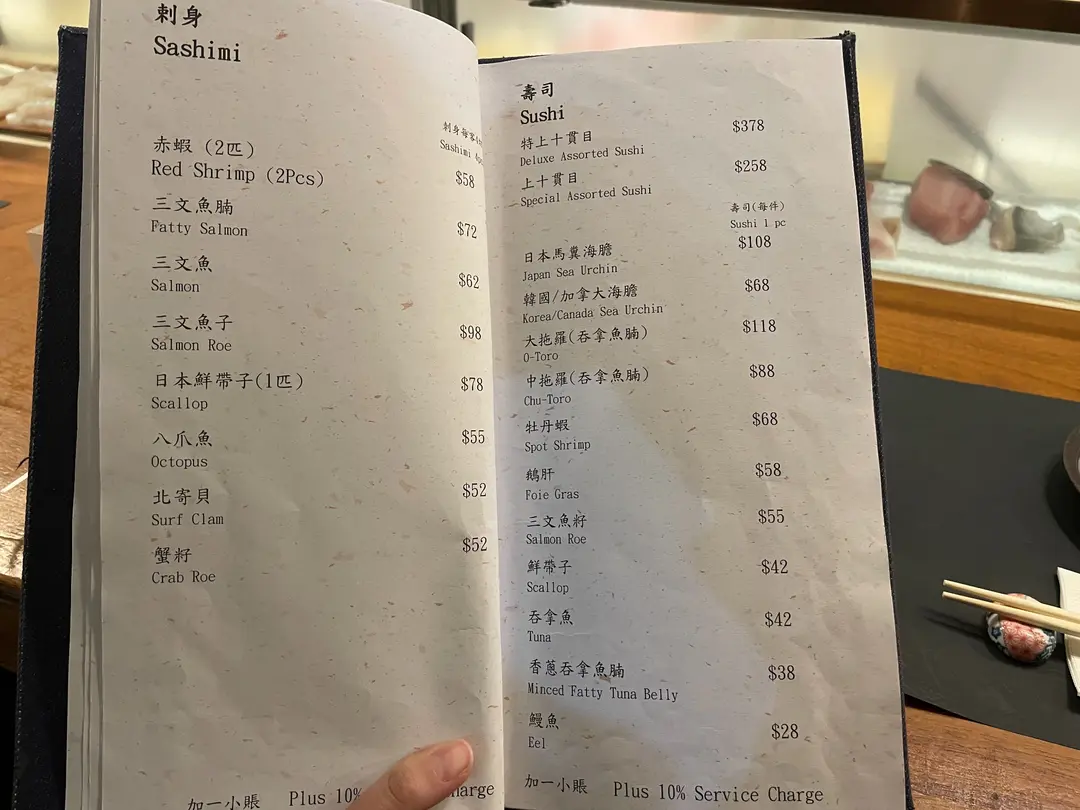 刺身
Sashimi
刺身每客
Sashimi
赤蝦 (2匹)
Red Shrimp (2Pcs)
$58
三文魚腩
Fatty Salmon
$72
三文魚
Salmon
$62
三文魚子
Salmon Roe
$98
日本鮮帶子(1匹)
Scallop
$78
八爪魚
Octopus
$55
北寄貝
Surf Clam
$52
蟹籽
Crab Roe
$52
加一小賬 Plus 10%
壽司
Sushi
特上十貫目
Deluxe Assorted Sushi
$378
上十貫目
Special Assorted Sushi
$258
壽司(每件)
Sushi 1 pc
日本馬糞海膽
Japan Sea Urchin
$108
韓國/加拿大海膽
Korea/Canada Sea Urchin
$68
大拖羅(吞拿魚腩)
O-Toro
$118
中拖羅(吞拿魚腩)
Chu-Toro
$88
牡丹蝦
Spot Shrimp
$68
鵝肝
Foie Gras
$58
三文魚籽
Salmon Roe
$55
鮮帶子
Scallop
$42
吞拿魚
Tuna
$42
香蔥吞拿魚腩
Minced Fatty Tuna Belly
$38
鰻魚
Eel
$28
加一小賬 Plus 10% Service Charge